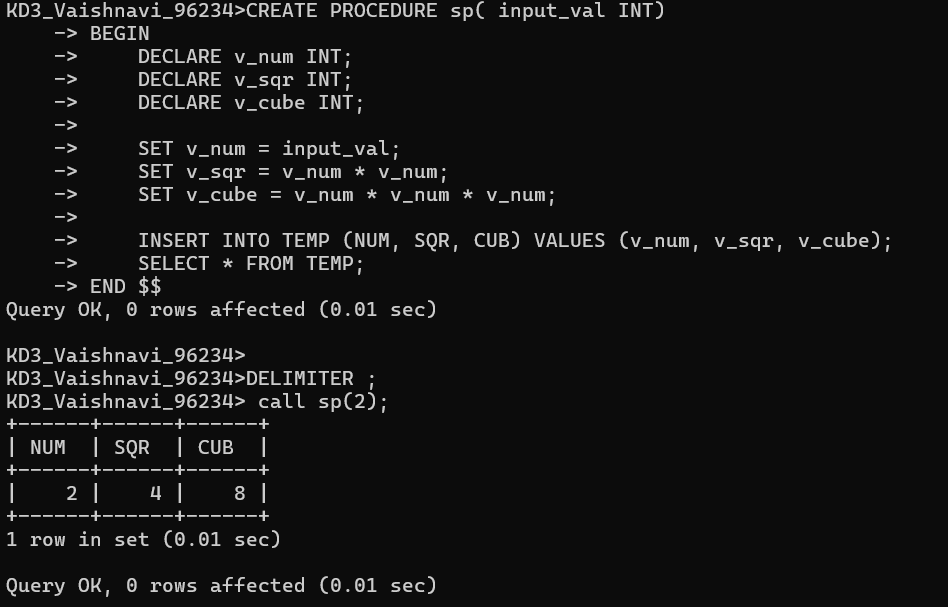 KD3_Vaishnavi_96234>CREATE PROCEDURE sp( input_val INT)
    -> BEGIN
    ->     DECLARE v_num INT;
    ->     DECLARE v_sqr INT;
    ->     DECLARE v_cube INT;
    ->
    ->     SET v_num = input_val;
    ->     SET v_sqr = v_num * v_num;
    ->     SET v_cube = v_num * v_num * v_num;
    ->
    ->     INSERT INTO TEMP (NUM, SQR, CUB) VALUES (v_num, v_sqr, v_cube);
    ->     SELECT * FROM TEMP;
    -> END $$
Query OK, 0 rows affected (0.01 sec)

KD3_Vaishnavi_96234>
KD3_Vaishnavi_96234>DELIMITER ;
KD3_Vaishnavi_96234> call sp(2);
+------+------+------+
| NUM  | SQR  | CUB  |
+------+------+------+
|    2 |    4 |    8 |
+------+------+------+
1 row in set (0.01 sec)

Query OK, 0 rows affected (0.01 sec)